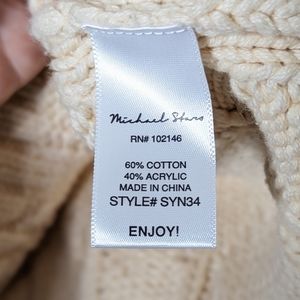 Michael Stars
RN# 102146
60% COTTON
40% ACRYLIC
MADE IN CHINA
STYLE# SYN34
ENJOY!